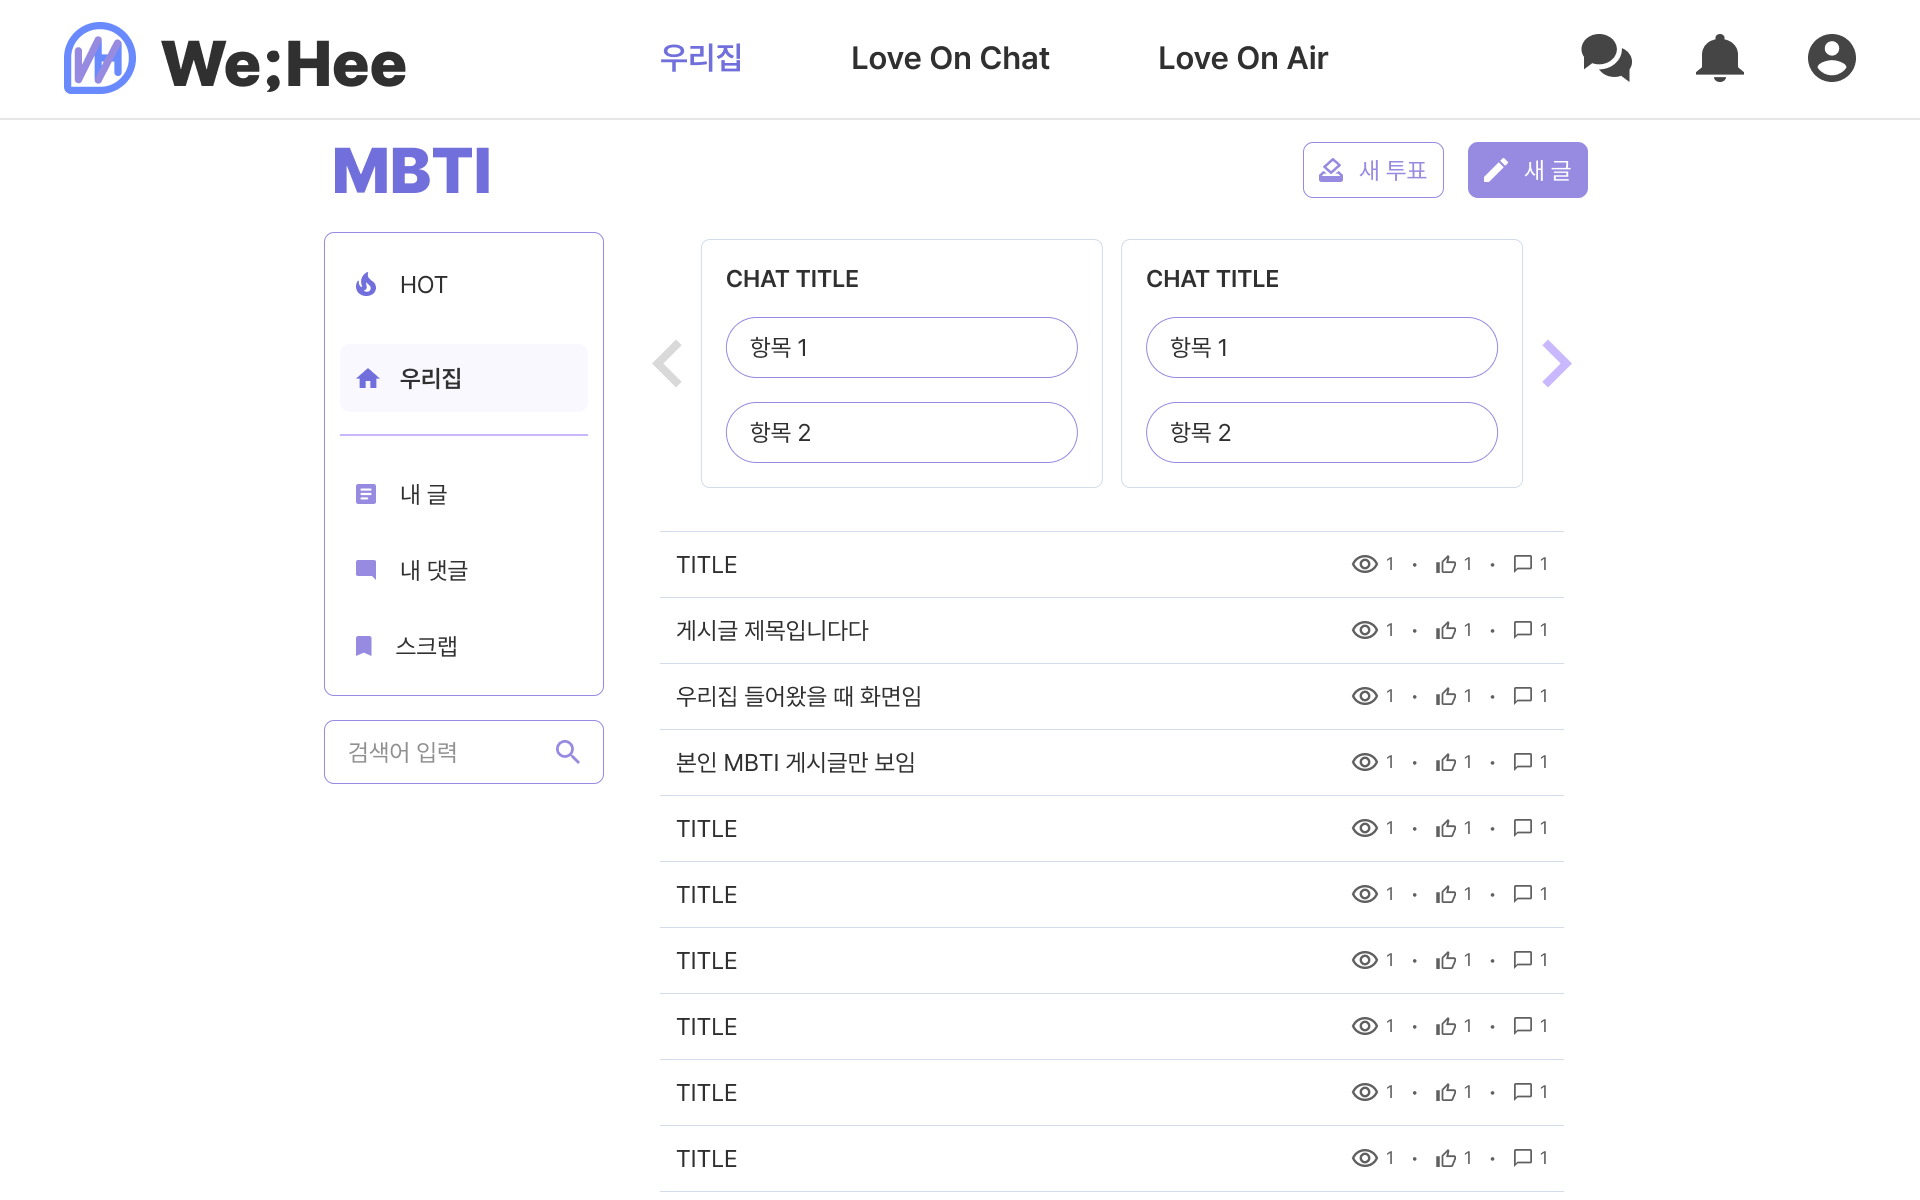 We;Hee
우리집
Love On Chat
Love On Air
MBTI
새 투표
새 글
HOT
우리집
내 글
내 댓글
스크랩
검색어 입력
CHAT TITLE
항목 1
항목 2
CHAT TITLE
항목 1
항목 2
TITLE 1 · 1 · 1
게시글 제목입니다다 1 · 1 · 1
우리집 들어왔을 때 화면임 1 · 1 · 1
본인 MBTI 게시글만 보임 1 · 1 · 1
TITLE 1 · 1 · 1
TITLE 1 · 1 · 1
TITLE 1 · 1 · 1
TITLE 1 · 1 · 1
TITLE 1 · 1 · 1
TITLE 1 · 1 · 1